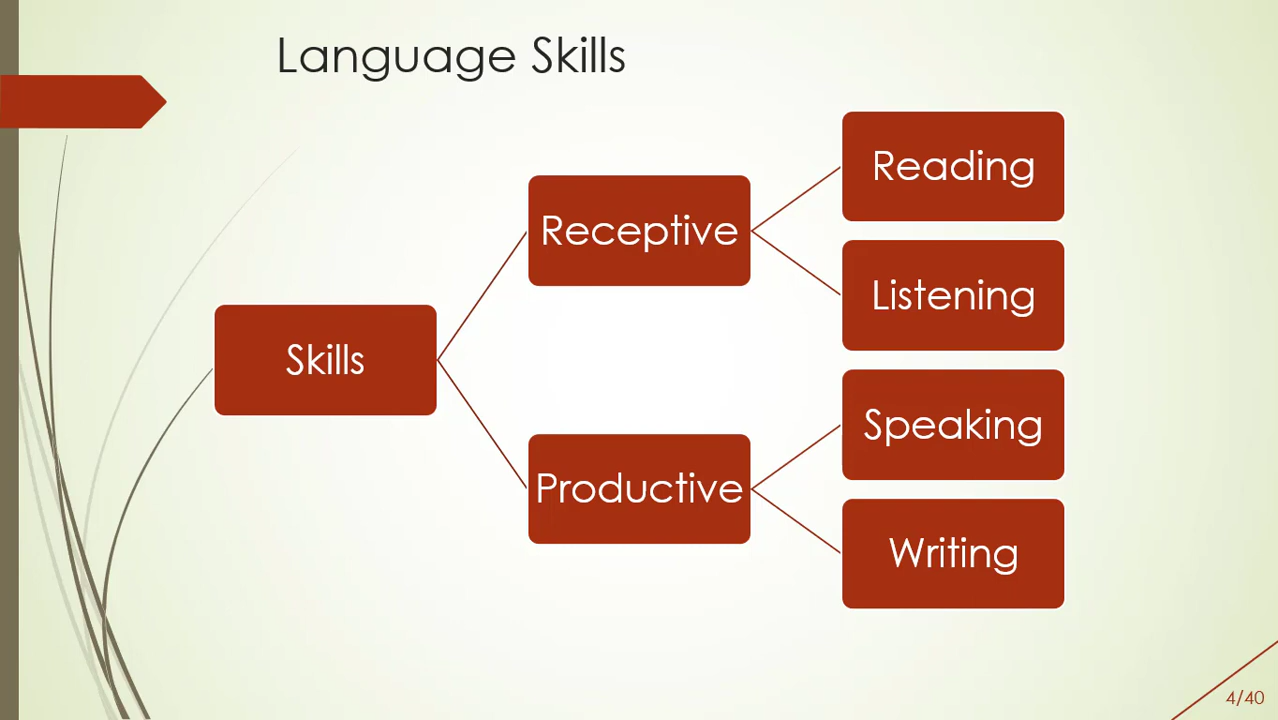 Language Skills
Skills
Receptive
Reading
Listening
Productive
Speaking
Writing
4/40